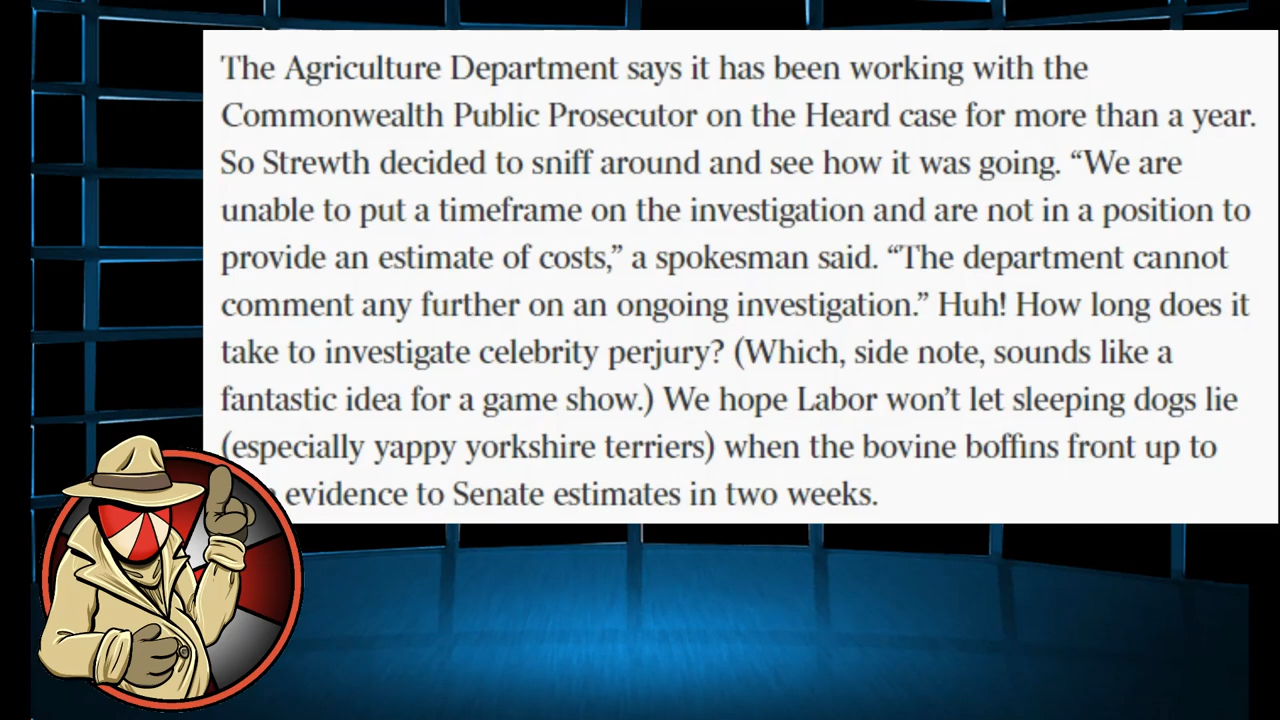 The Agriculture Department says it has been working with the
Commonwealth Public Prosecutor on the Heard case for more than a year.
So Strewth decided to sniff around and see how it was going. “We are
unable to put a timeframe on the investigation and are not in a position to
provide an estimate of costs,” a spokesman said. “The department cannot
comment any further on an ongoing investigation.” Huh! How long does it
take to investigate celebrity perjury? (Which, side note, sounds like a
fantastic idea for a game show.) We hope Labor won’t let sleeping dogs lie
(especially yappy yorkshire terriers) when the bovine boffins front up to
evidence to Senate estimates in two weeks.